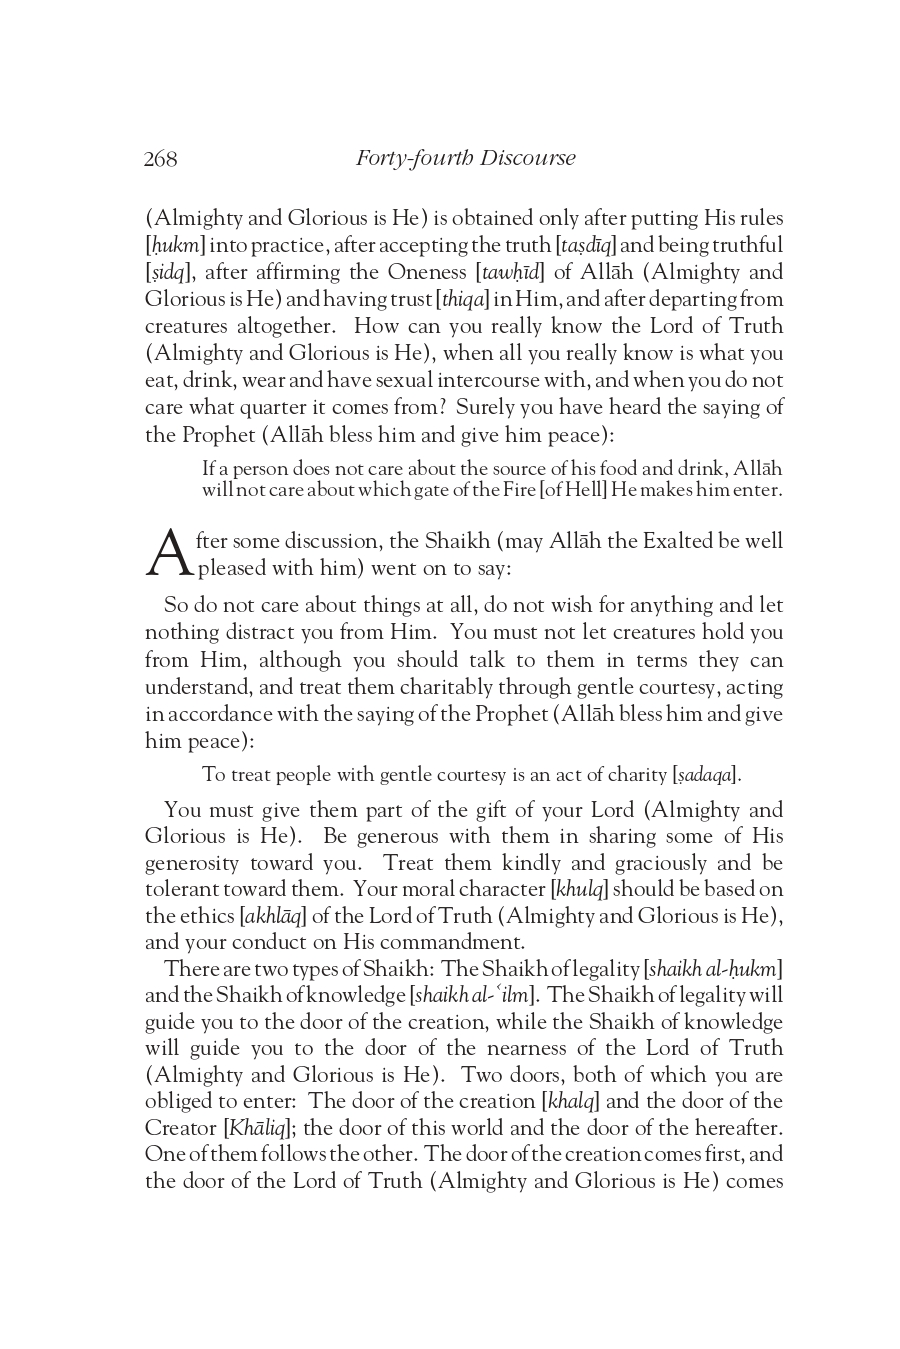 268 Forty-fourth Discourse
(Almighty and Glorious is He) is obtained only after putting His rules
[ḥukm] into practice, after accepting the truth [taṣdīq] and being truthful
[ṣidq], after affirming the Oneness [tawḥīd] of Allāh (Almighty and
Glorious is He) and having trust [thiqa] in Him, and after departing from
creatures altogether. How can you really know the Lord of Truth
(Almighty and Glorious is He), when all you really know is what you
eat, drink, wear and have sexual intercourse with, and when you do not
care what quarter it comes from? Surely you have heard the saying of
the Prophet (Allāh bless him and give him peace):
If a person does not care about the source of his food and drink, Allāh
will not care about which gate of the Fire [of Hell] He makes him enter.
After some discussion, the Shaikh (may Allāh the Exalted be well
pleased with him) went on to say:
So do not care about things at all, do not wish for anything and let
nothing distract you from Him. You must not let creatures hold you
from Him, although you should talk to them in terms they can
understand, and treat them charitably through gentle courtesy, acting
in accordance with the saying of the Prophet (Allāh bless him and give
him peace):
To treat people with gentle courtesy is an act of charity [ṣadaqa].
You must give them part of the gift of your Lord (Almighty and
Glorious is He). Be generous with them in sharing some of His
generosity toward you. Treat them kindly and graciously and be
tolerant toward them. Your moral character [khulq] should be based on
the ethics [akhlāq] of the Lord of Truth (Almighty and Glorious is He),
and your conduct on His commandment.
There are two types of Shaikh: The Shaikh of legality [shaikh al-ḥukm]
and the Shaikh of knowledge [shaikh al-ʿilm]. The Shaikh of legality will
guide you to the door of the creation, while the Shaikh of knowledge
will guide you to the door of the nearness of the Lord of Truth
(Almighty and Glorious is He). Two doors, both of which you are
obliged to enter: The door of the creation [khalq] and the door of the
Creator [Khāliq]; the door of this world and the door of the hereafter.
One of them follows the other. The door of the creation comes first, and
the door of the Lord of Truth (Almighty and Glorious is He) comes